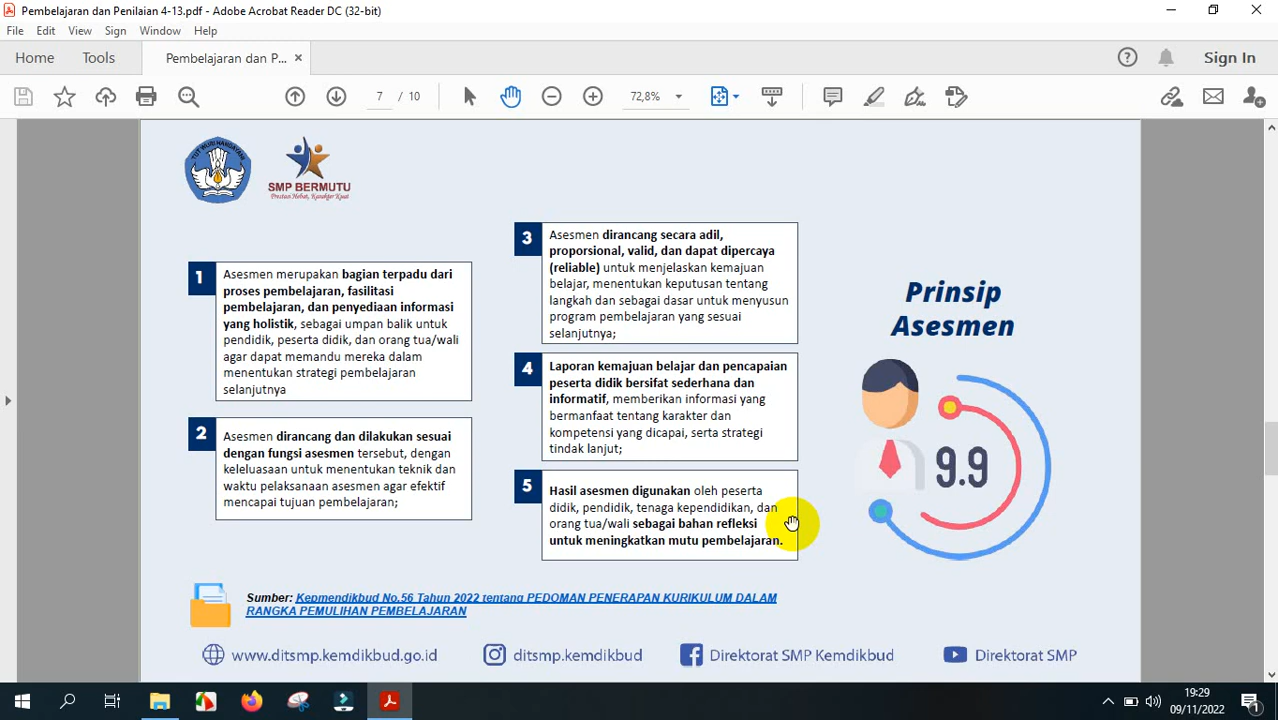 Pembelajaran dan Penilaian 4-13.pdf - Adobe Acrobat Reader DC (32-bit)
File Edit View Sign Window Help
Home Tools Pembelajaran dan P... × Sign In
7 / 10 72,8%
TUT WURI HANDAYANI
SMP BERMUTU
Prestasi Hebat, Karakter Kuat
1
Asesmen merupakan bagian terpadu dari
proses pembelajaran, fasilitasi
pembelajaran, dan penyediaan informasi
yang holistik, sebagai umpan balik untuk
pendidik, peserta didik, dan orang tua/wali
agar dapat memandu mereka dalam
menentukan strategi pembelajaran
selanjutnya
2
Asesmen dirancang dan dilakukan sesuai
dengan fungsi asesmen tersebut, dengan
keleluasaan untuk menentukan teknik dan
waktu pelaksanaan asesmen agar efektif
mencapai tujuan pembelajaran;
3
Asesmen dirancang secara adil,
proporsional, valid, dan dapat dipercaya
(reliable) untuk menjelaskan kemajuan
belajar, menentukan keputusan tentang
langkah dan sebagai dasar untuk menyusun
program pembelajaran yang sesuai
selanjutnya;
4
Laporan kemajuan belajar dan pencapaian
peserta didik bersifat sederhana dan
informatif, memberikan informasi yang
bermanfaat tentang karakter dan
kompetensi yang dicapai, serta strategi
tindak lanjut;
5
Hasil asesmen digunakan oleh peserta
didik, pendidik, tenaga kependidikan, dan
orang tua/wali sebagai bahan refleksi
untuk meningkatkan mutu pembelajaran.
Prinsip
Asesmen
9.9
Sumber: Kepmendikbud No.56 Tahun 2022 tentang PEDOMAN PENERAPAN KURIKULUM DALAM
RANGKA PEMULIHAN PEMBELAJARAN
www.ditsmp.kemdikbud.go.id ditsmp.kemdikbud Direktorat SMP Kemdikbud Direktorat SMP
19:29
09/11/2022
1